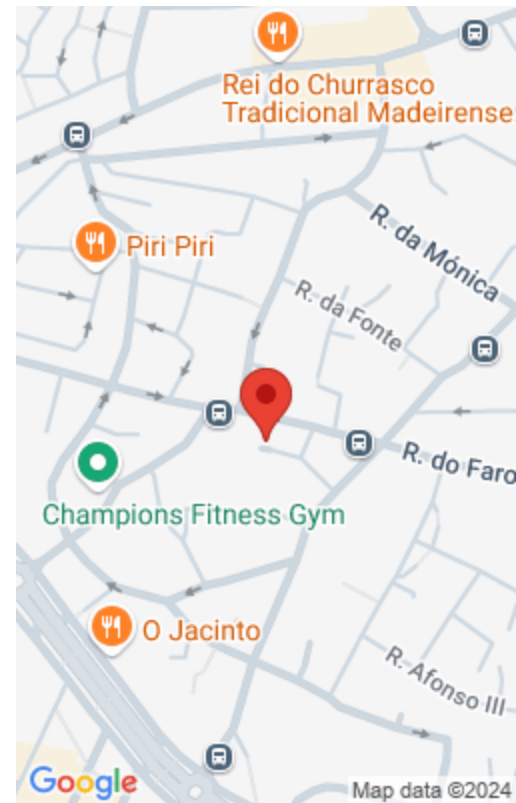 Rei do Churrasco
Tradicional Madeirense
R. da Mónica
Piri Piri
R. da Fonte
R. do Faro
Champions Fitness Gym
O Jacinto
R. Afonso III
Google
Map data ©2024